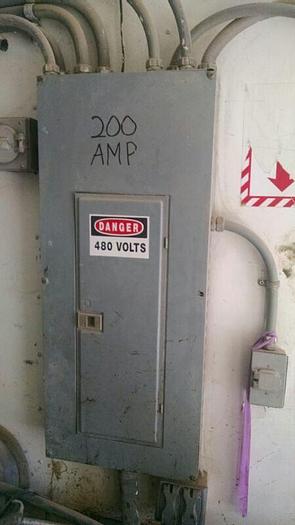 200
AMP
DANGER
480 VOLTS